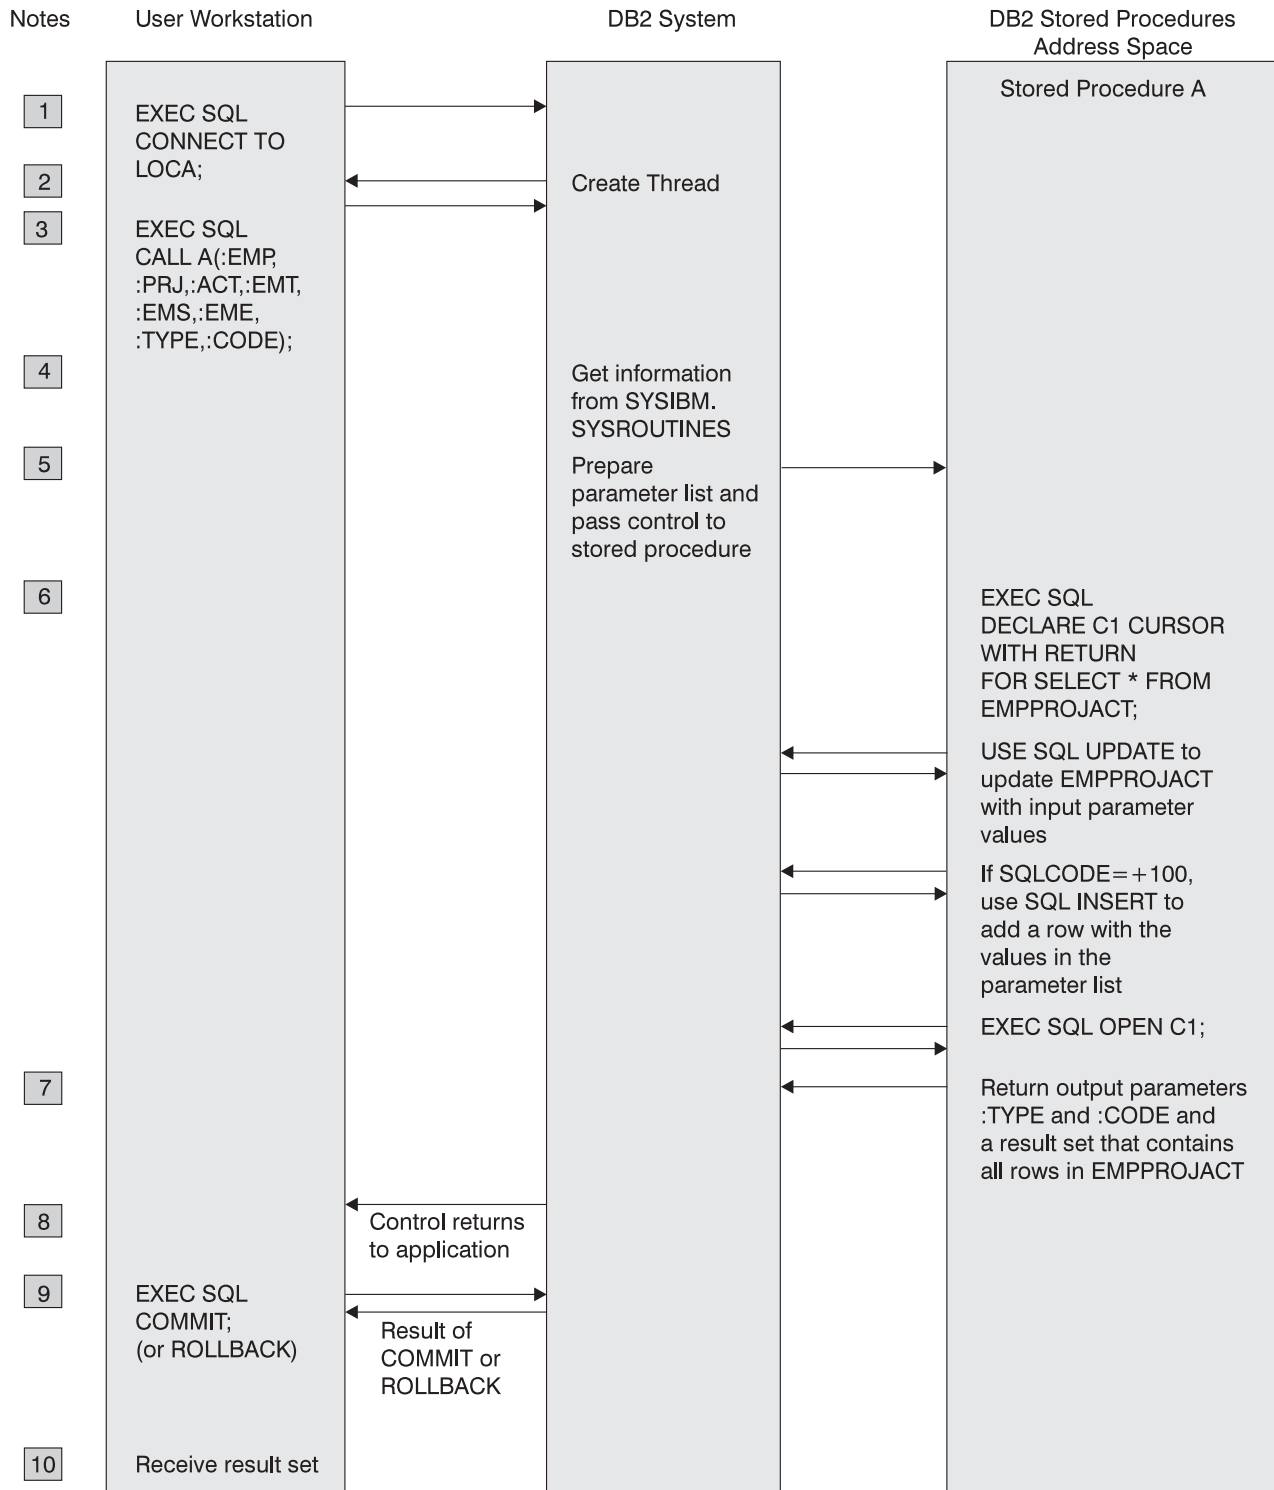 Notes
User Workstation
DB2 System
DB2 Stored Procedures
Address Space
Stored Procedure A
1
EXEC SQL
CONNECT TO
LOCA;
2
Create Thread
3
EXEC SQL
CALL A(:EMP,
:PRJ,:ACT,:EMT,
:EMS,:EME,
:TYPE,:CODE);
4
Get information
from SYSIBM.
SYSROUTINES
5
Prepare
parameter list and
pass control to
stored procedure
6
EXEC SQL
DECLARE C1 CURSOR
WITH RETURN
FOR SELECT * FROM
EMPPROJACT;
USE SQL UPDATE to
update EMPPROJACT
with input parameter
values
If SQLCODE=+100,
use SQL INSERT to
add a row with the
values in the
parameter list
EXEC SQL OPEN C1;
7
Return output parameters
:TYPE and :CODE and
a result set that contains
all rows in EMPPROJACT
8
Control returns
to application
9
EXEC SQL
COMMIT;
(or ROLLBACK)
Result of
COMMIT or
ROLLBACK
10
Receive result set